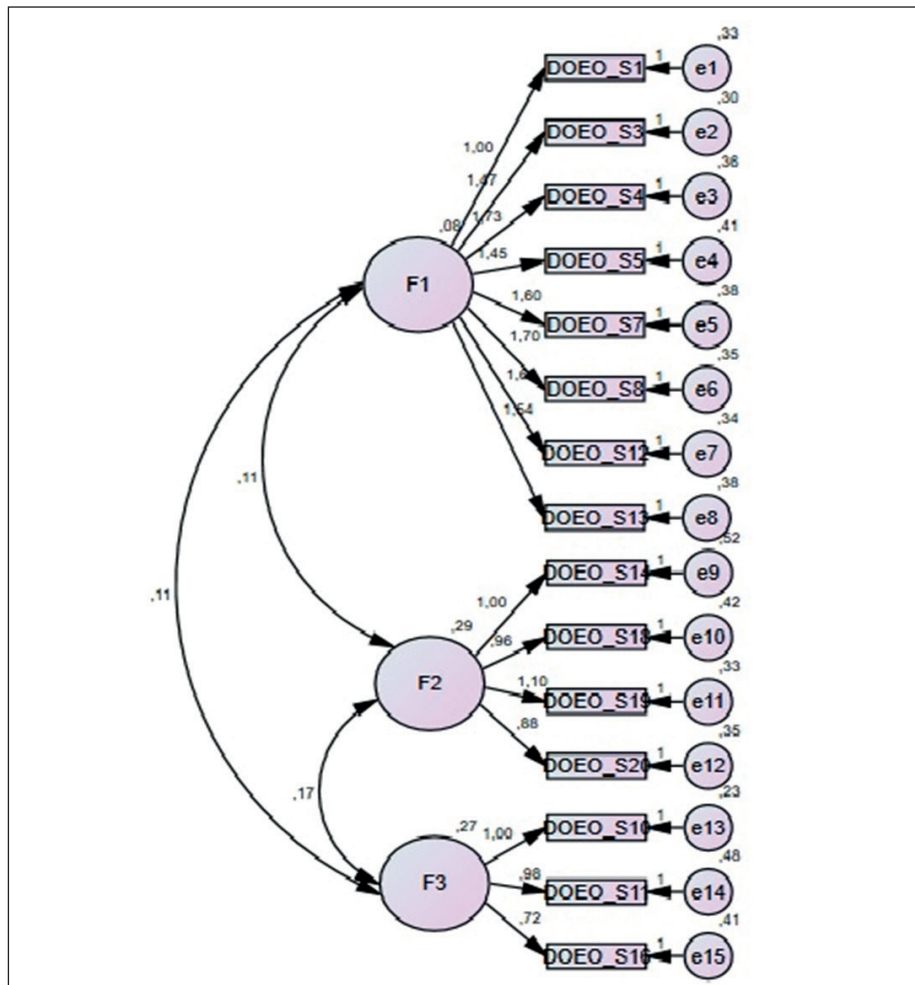 ,33
DOEO_S1 1 e1
,30
1,00 DOEO_S3 1 e2
,38
1,47 DOEO_S4 1 e3
1,73 ,41
,08 1,45 DOEO_S5 1 e4
F1 ,38
1,60 DOEO_S7 1 e5
1,70 ,35
DOEO_S8 1 e6
1,54 ,34
DOEO_S12 1 e7
,11 ,38
DOEO_S13 1 e8
,52
DOEO_S14 1 e9
,11 1,00 ,42
,29 ,96 DOEO_S18 1 e10
F2 ,33
1,10 DOEO_S19 1 e11
,88 ,35
DOEO_S20 1 e12
,17 ,23
,27 1,00 DOEO_S10 1 e13
,48
F3 ,98 DOEO_S11 1 e14
,72 ,41
DOEO_S16 1 e15